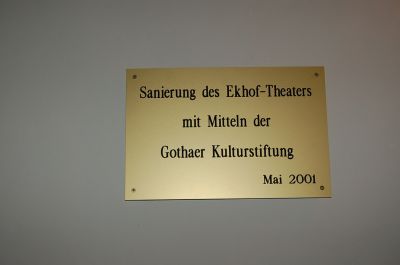 Sanierung des Ekhof-Theaters
mit Mitteln der
Gothaer Kulturstiftung
Mai 2001